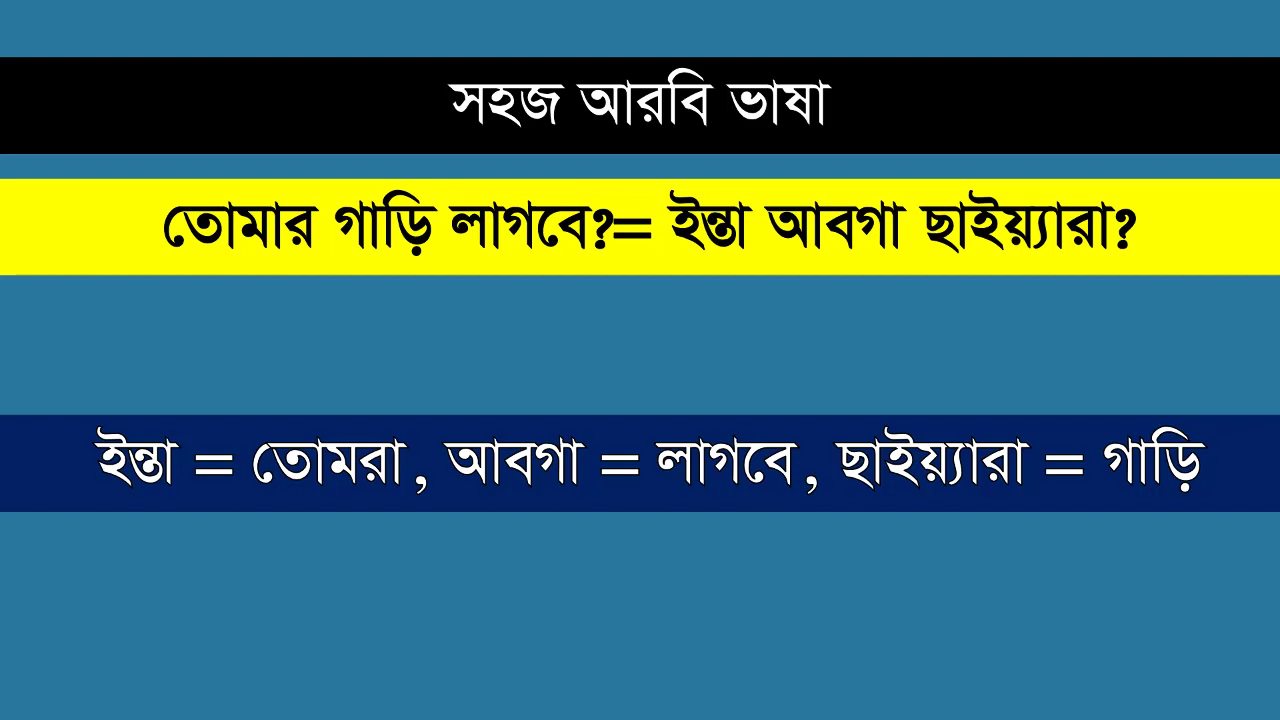 সহজ আরবি ভাষা
তোমার গাড়ি লাগবে?= ইন্তা আবগা ছাইয়্যারা?
ইন্তা = তোমরা, আবগা = লাগবে, ছাইয়্যারা = গাড়ি